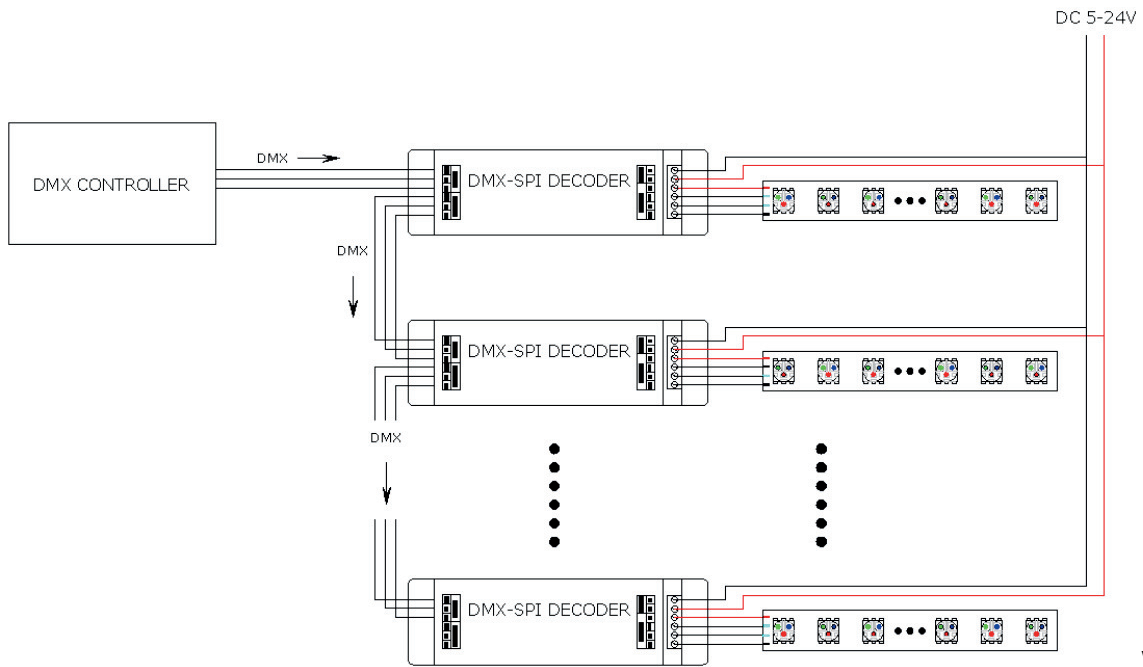 DC 5-24V
DMX
DMX CONTROLLER
DMX-SPI DECODER
DMX
DMX-SPI DECODER
DMX
DMX-SPI DECODER